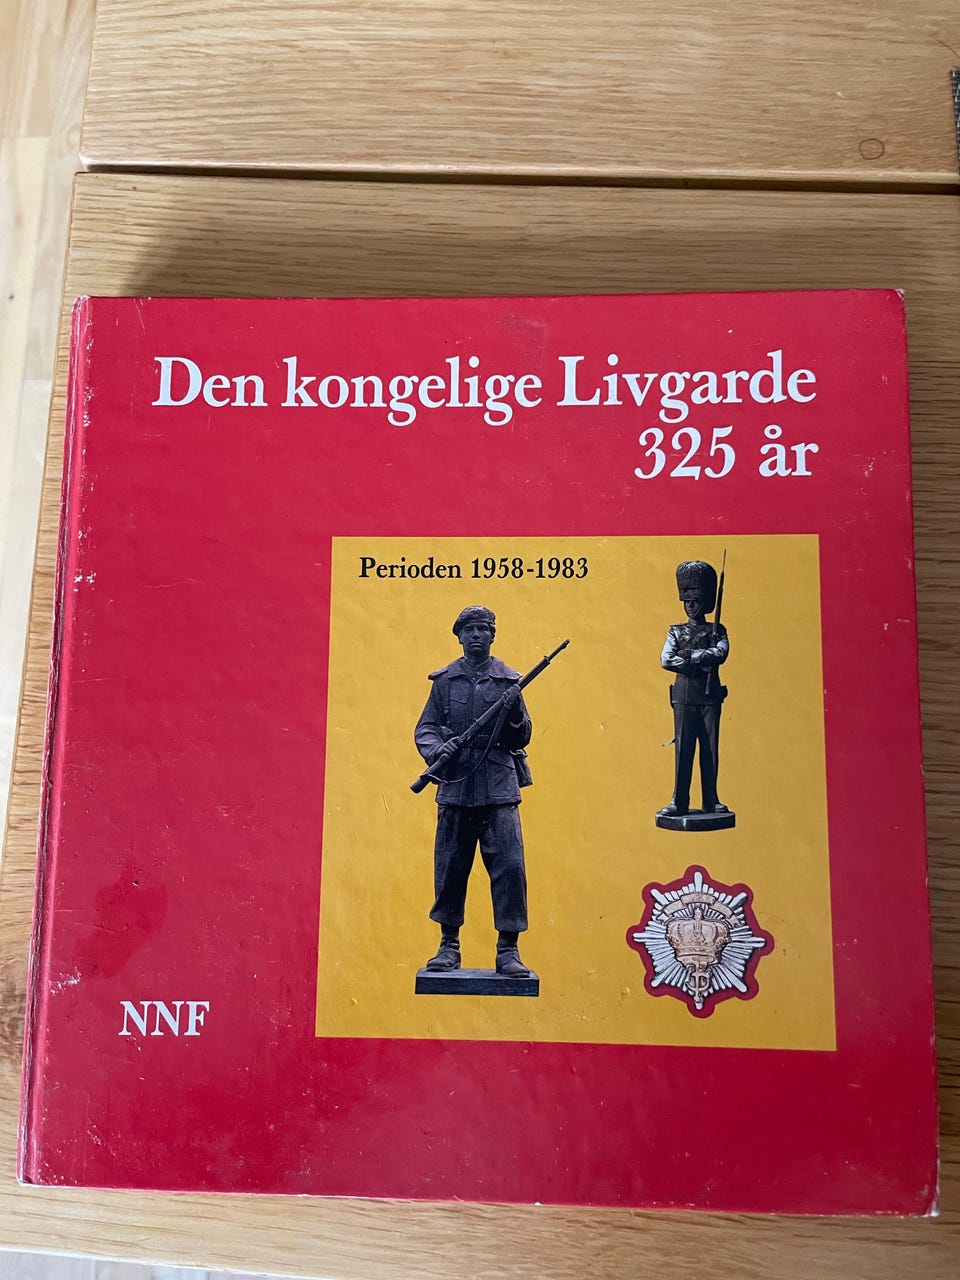 Den kongelige Livgarde
325 år
Perioden 1958-1983
NNF